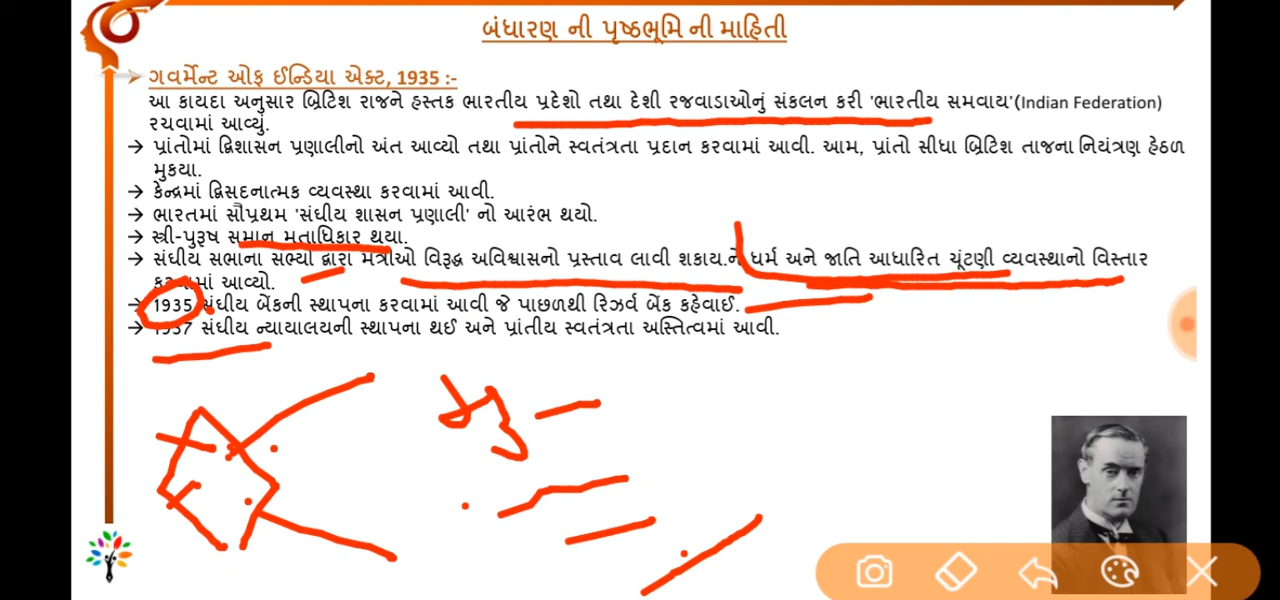 બંધારણ ની પૃષ્ઠભૂમિ ની માહિતી
➢ ગવર્મેન્ટ ઓફ ઈન્ડિયા એક્ટ, 1935 :-
આ કાયદા અનુસાર બ્રિટિશ રાજને હસ્તક ભારતીય પ્રદેશો તથા દેશી રજવાડાઓનું સંકલન કરી 'ભારતીય સમવાય'(Indian Federation)
રચવામાં આવ્યું.
→ પ્રાંતોમાં દ્વિશાસન પ્રણાલીનો અંત આવ્યો તથા પ્રાંતોને સ્વતંત્રતા પ્રદાન કરવામાં આવી. આમ, પ્રાંતો સીધા બ્રિટિશ તાજના નિયંત્રણ હેઠળ
મુકયા.
→ કેન્દ્રમાં દ્વિસદનાત્મક વ્યવસ્થા કરવામાં આવી.
→ ભારતમાં સૌપ્રથમ 'સંઘીય શાસન પ્રણાલી' નો આરંભ થયો.
→ સ્ત્રી-પુરૂષ સમાન મતાધિકાર થયા.
→ સંઘીય સભાના સભ્યો દ્વારા મંત્રીઓ વિરૂદ્ધ અવિશ્વાસનો પ્રસ્તાવ લાવી શકાય.ને ધર્મ અને જાતિ આધારિત ચૂંટણી વ્યવસ્થાનો વિસ્તાર
કરવામાં આવ્યો.
→ 1935 સંઘીય બેંકની સ્થાપના કરવામાં આવી જે પાછળથી રિઝર્વ બેંક કહેવાઈ.
→ 1937 સંઘીય ન્યાયાલયની સ્થાપના થઈ અને પ્રાંતીય સ્વતંત્રતા અસ્તિત્વમાં આવી.